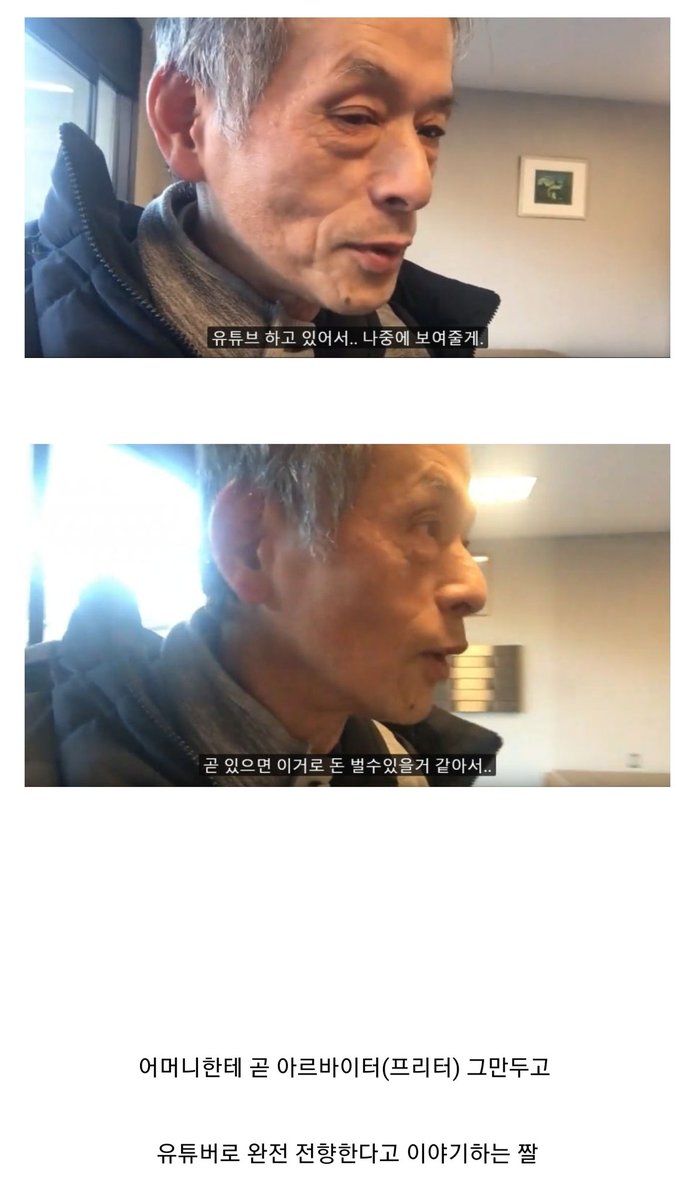 유튜브 하고 있어서.. 나중에 보여줄게.
곧 있으면 이거로 돈 벌수있을거 같아서..
어머니한테 곧 아르바이터(프리터) 그만두고
유튜버로 완전 전향한다고 이야기하는 짤